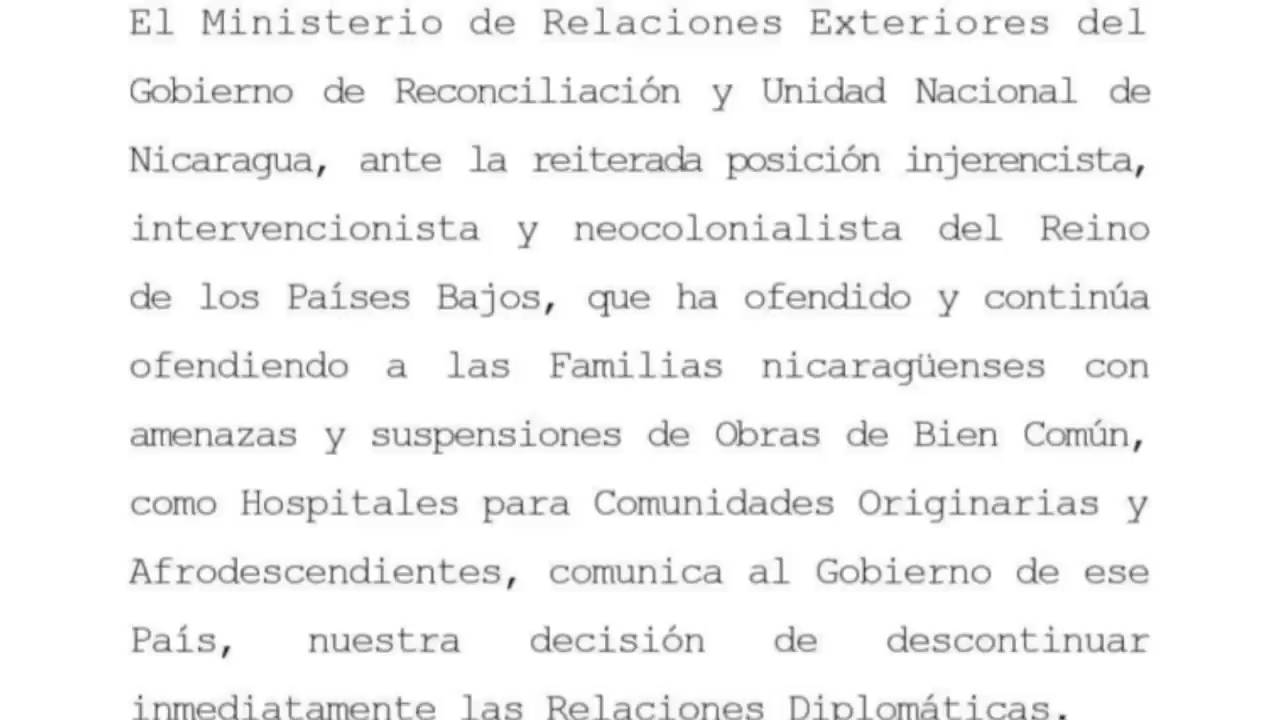 El Ministerio de Relaciones Exteriores del
Gobierno de Reconciliación y Unidad Nacional de
Nicaragua, ante la reiterada posición injerencista,
intervencionista y neocolonialista del Reino
de los Países Bajos, que ha ofendido y continúa
ofendiendo a las Familias nicaragüenses con
amenazas y suspensiones de Obras de Bien Común,
como Hospitales para Comunidades Originarias y
Afrodescendientes, comunica al Gobierno de ese
País, nuestra decisión de descontinuar
inmediatamente las Relaciones Diplomáticas.